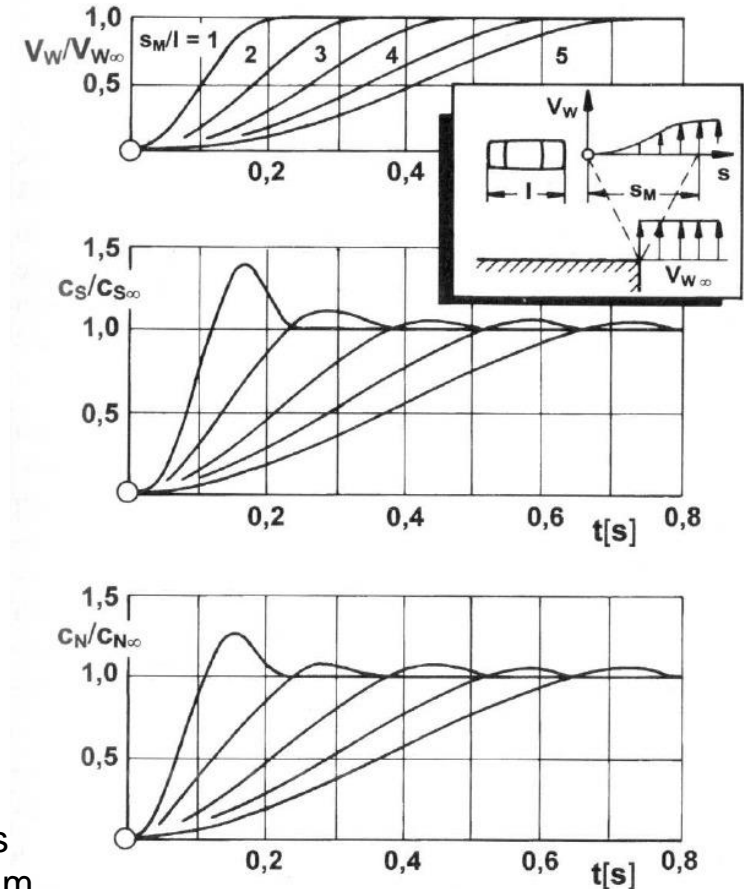 1,0
V_W/V_W∞
s_M/l = 1 2 3 4 5
0,5
0,2 0,4
V_W
l
s_M
s
V_W∞
1,5
c_S/c_S∞
1,0
0,5
0,2 0,4 0,6 0,8
t[s]
1,5
c_N/c_N∞
1,0
0,5
0,2 0,4 0,6 0,8
t[s]
s
m